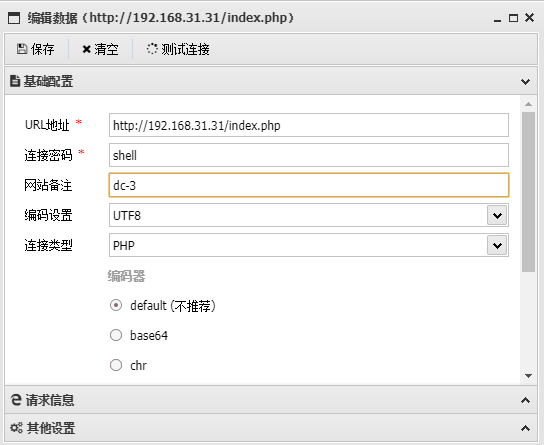 编辑数据 (http://192.168.31.31/index.php)
保存 清空 测试连接
基础配置
URL地址 * http://192.168.31.31/index.php
连接密码 * shell
网站备注 dc-3
编码设置 UTF8
连接类型 PHP
编码器
default (不推荐)
base64
chr
请求信息
其他设置